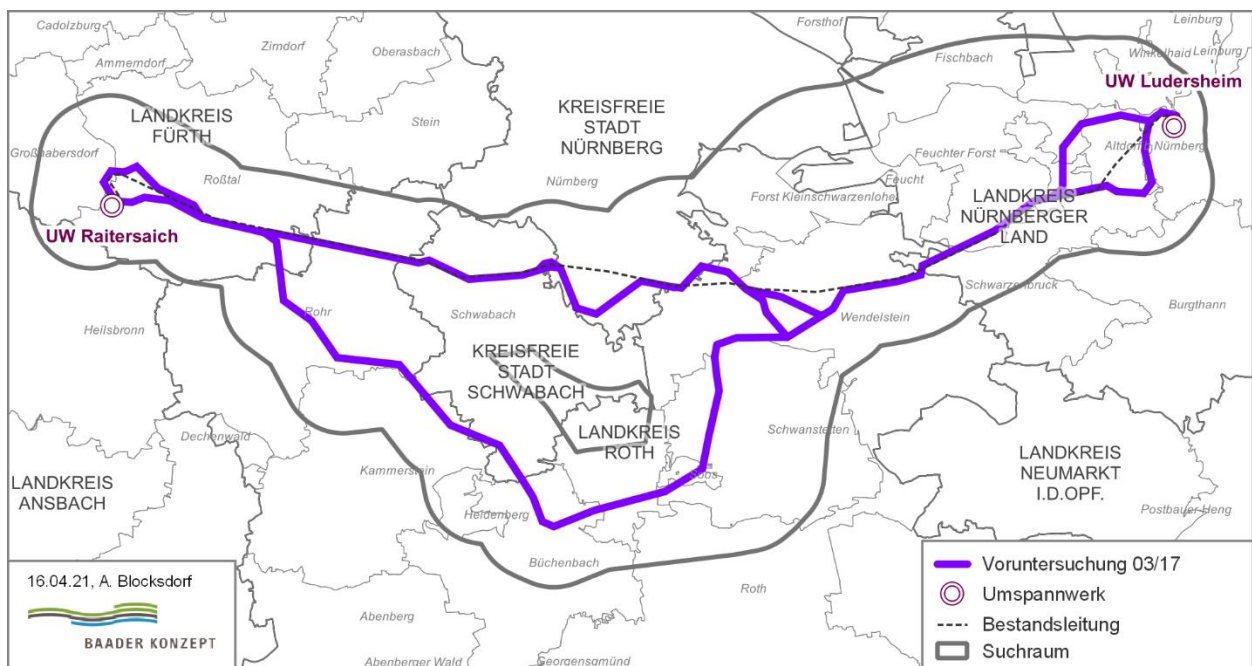 Cadolzburg
Zirndorf
Oberasbach
Ammerndorf
Forsthof
Leinburg
Winkelhaid
Leinburg
Fischbach
UW Ludersheim
LANDKREIS
FÜRTH
KREISFREIE
STADT
NÜRNBERG
Stein
Großhabersdorf
Roßtal
Nürnberg
Feuchter Forst
Altdorf b. Nürnberg
Feucht
Forst Kleinschwarzenlohe
LANDKREIS
NÜRNBERGER
LAND
UW Raitersaich
Schwarzenbruck
Burgthann
Heilsbronn
Rohr
Schwabach
Wendelstein
KREISFREIE
STADT
SCHWABACH
LANDKREIS
ROTH
Schwanstetten
Dechenwald
Kammerstein
LANDKREIS
ANSBACH
LANDKREIS
NEUMARKT
I.D.OPF.
Postbauer-Heng
Heidenberg
Büchenbach
Roth
Abenberg
Abenberger Wald
Georgensgmünd
16.04.21, A. Blocksdorf
BAADER KONZEPT
Voruntersuchung 03/17
Umspannwerk
Bestandsleitung
Suchraum